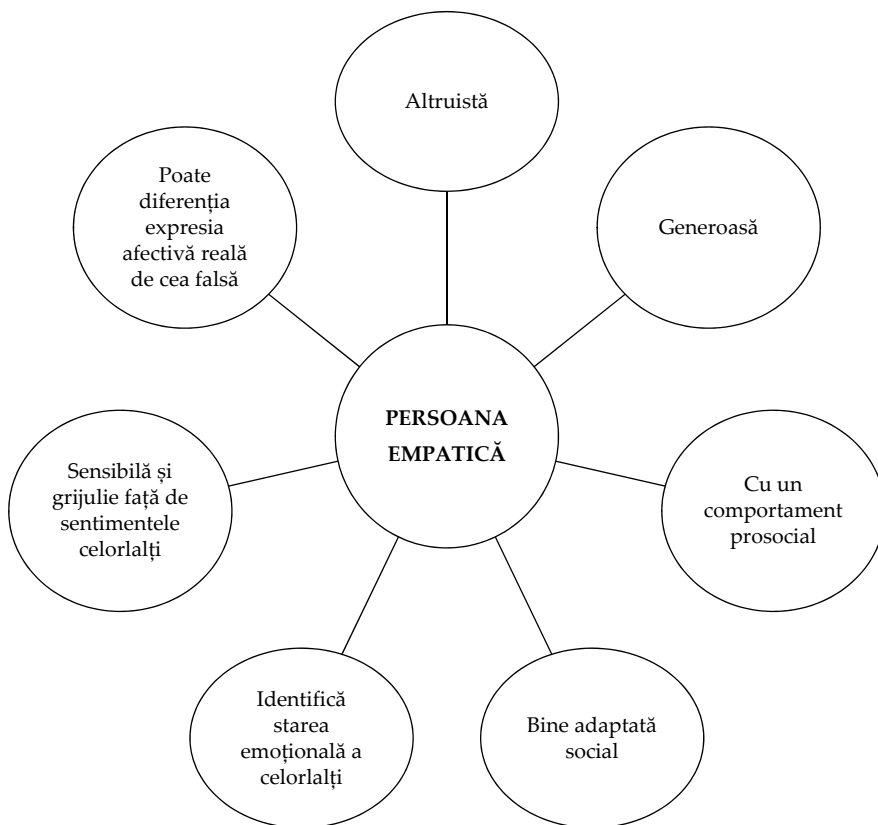 Altruistă
Poate
diferenția
expresia
afectivă reală
de cea falsă
Generoasă
PERSOANA
EMPATICĂ
Sensibilă și
grijulie față de
sentimentele
celorlalți
Cu un
comportament
prosocial
Identifică
starea
emoțională a
celorlalți
Bine adaptată
social